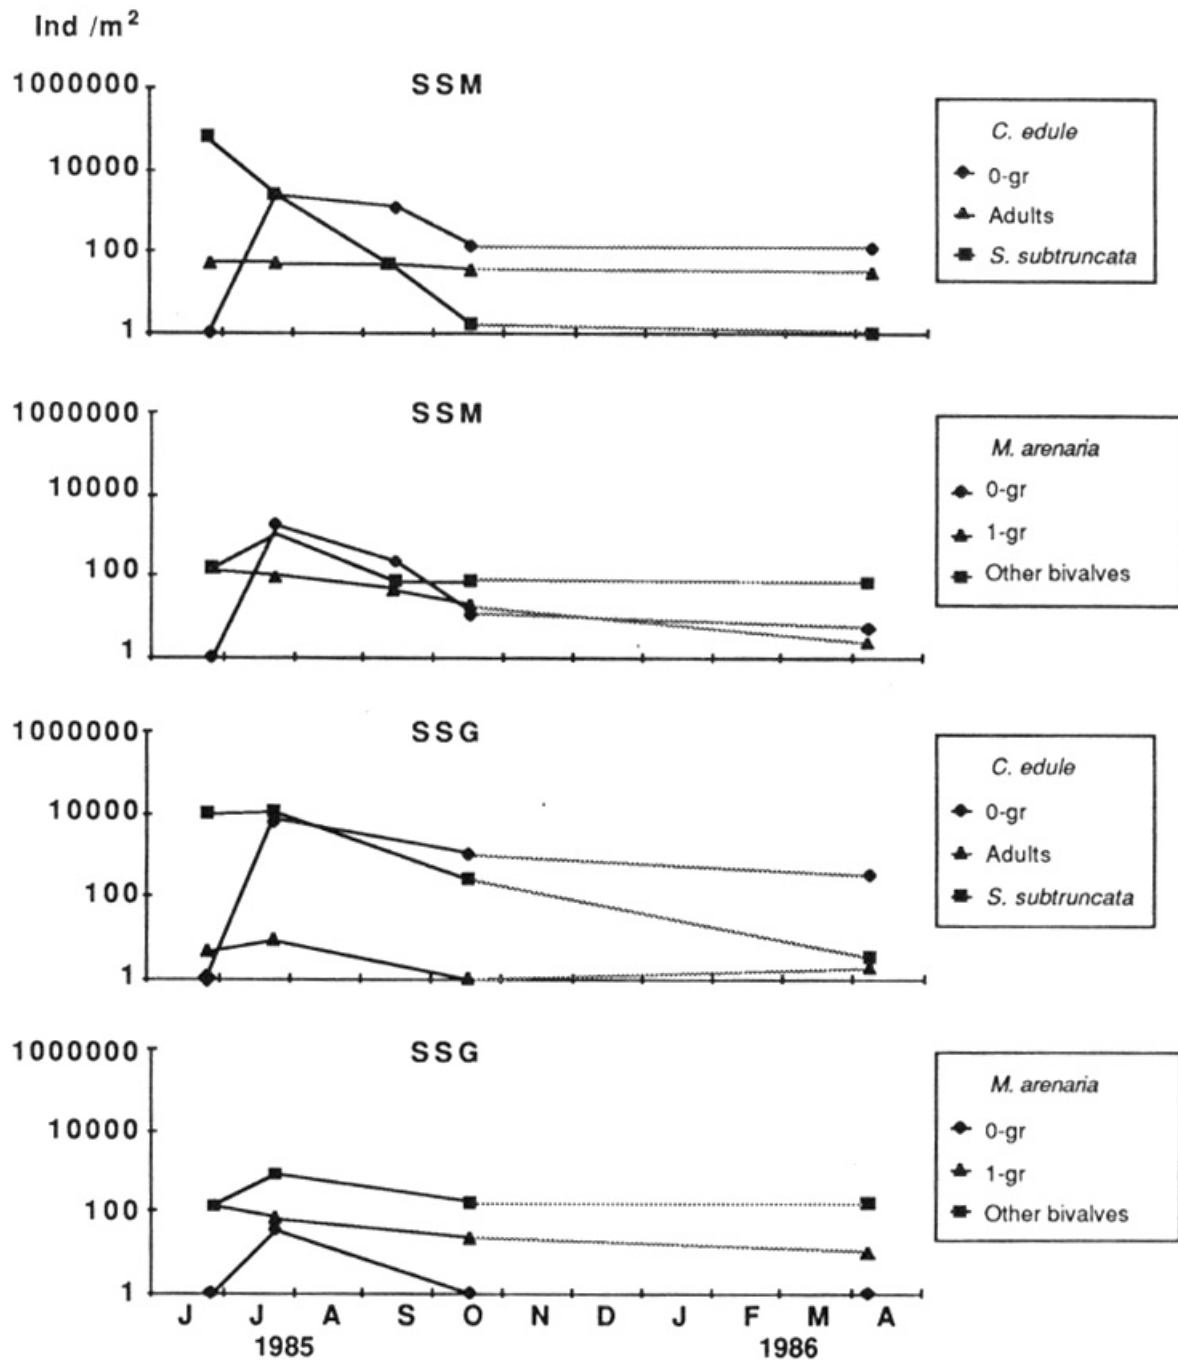 Ind /m²
SSM
1000000
10000
100
1
C. edule
0-gr
Adults
S. subtruncata
SSM
1000000
10000
100
1
M. arenaria
0-gr
1-gr
Other bivalves
SSG
1000000
10000
100
1
C. edule
0-gr
Adults
S. subtruncata
SSG
1000000
10000
100
1
M. arenaria
0-gr
1-gr
Other bivalves
J J A S O N D J F M A
1985 1986